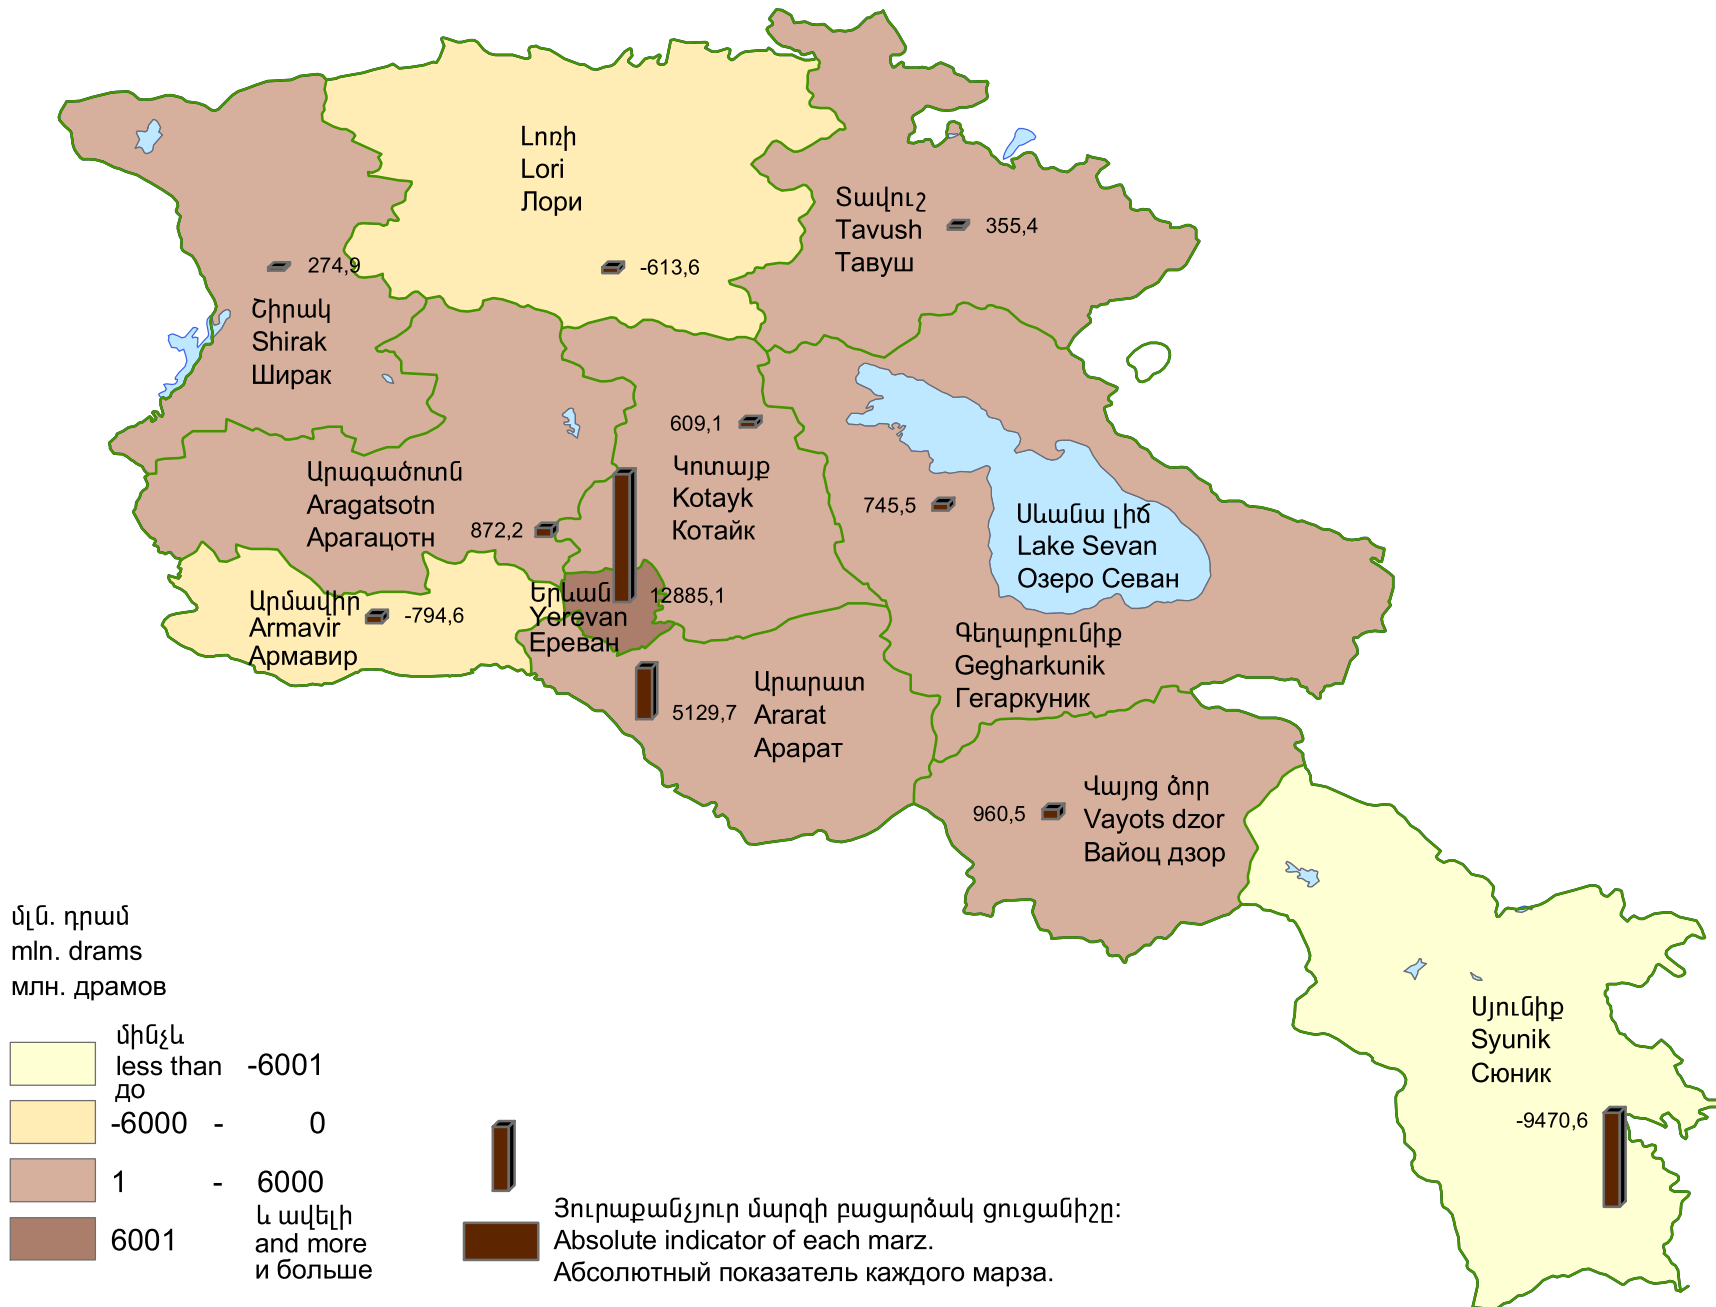 Լոռի
Lori
Лори
-613,6
Տավուշ
Tavush
Тавуш
355,4
274,9
Շիրակ
Shirak
Ширак
609,1
Կոտայք
Kotayk
Котайк
Արագածոտն
Aragatsotn
Арагацотн
872,2
745,5
Սևանա լիճ
Lake Sevan
Озеро Севан
Արմավիր
Armavir
Армавир
-794,6
Երևան
Yerevan
Ереван
12885,1
Գեղարքունիք
Gegharkunik
Гегаркуник
5129,7
Արարատ
Ararat
Арарат
960,5
Վայոց ձոր
Vayots dzor
Вайоц дзор
Սյունիք
Syunik
Сюник
-9470,6
մլն. դրամ
mln. drams
млн. драмов
մինչև
less than -6001
до
-6000 - 0
1 - 6000
և ավելի
6001 and more
и больше
Յուրաքանչյուր մարզի բացարձակ ցուցանիշը:
Absolute indicator of each marz.
Абсолютный показатель каждого марза.